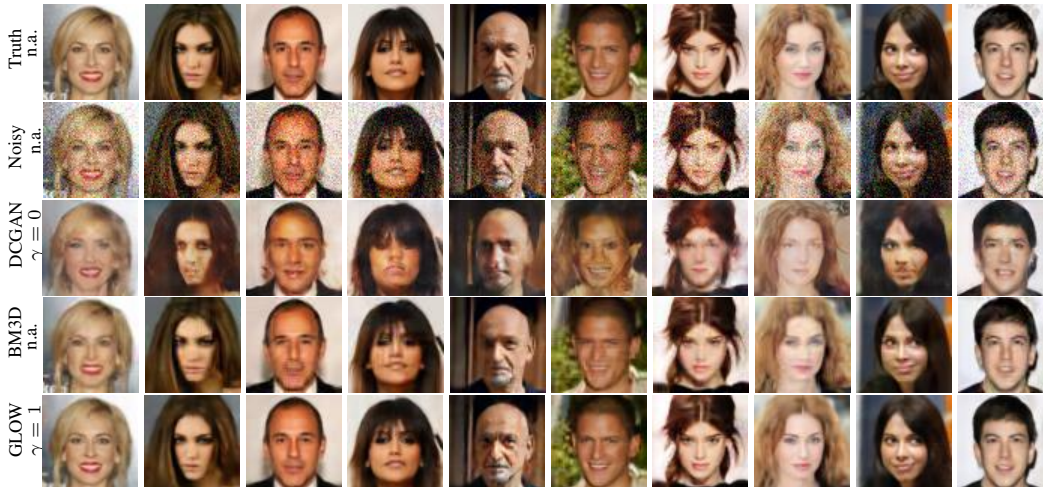 Truth
n.a.
Noisy
n.a.
DCGAN
γ = 0
BM3D
n.a.
GLOW
γ = 1